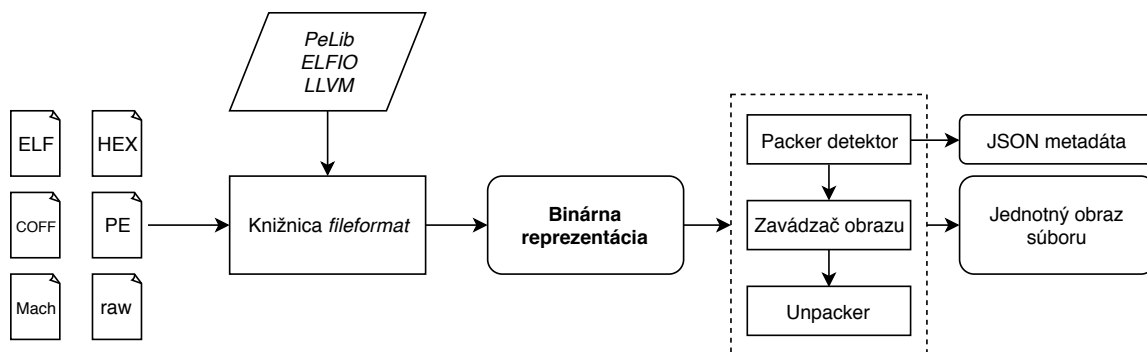 PeLib
ELFIO
LLVM
ELF
HEX
COFF
PE
Mach
raw
Knižnica fileformat
Binárna
reprezentácia
Packer detektor
Zavádzač obrazu
Unpacker
JSON metadáta
Jednotný obraz
súboru